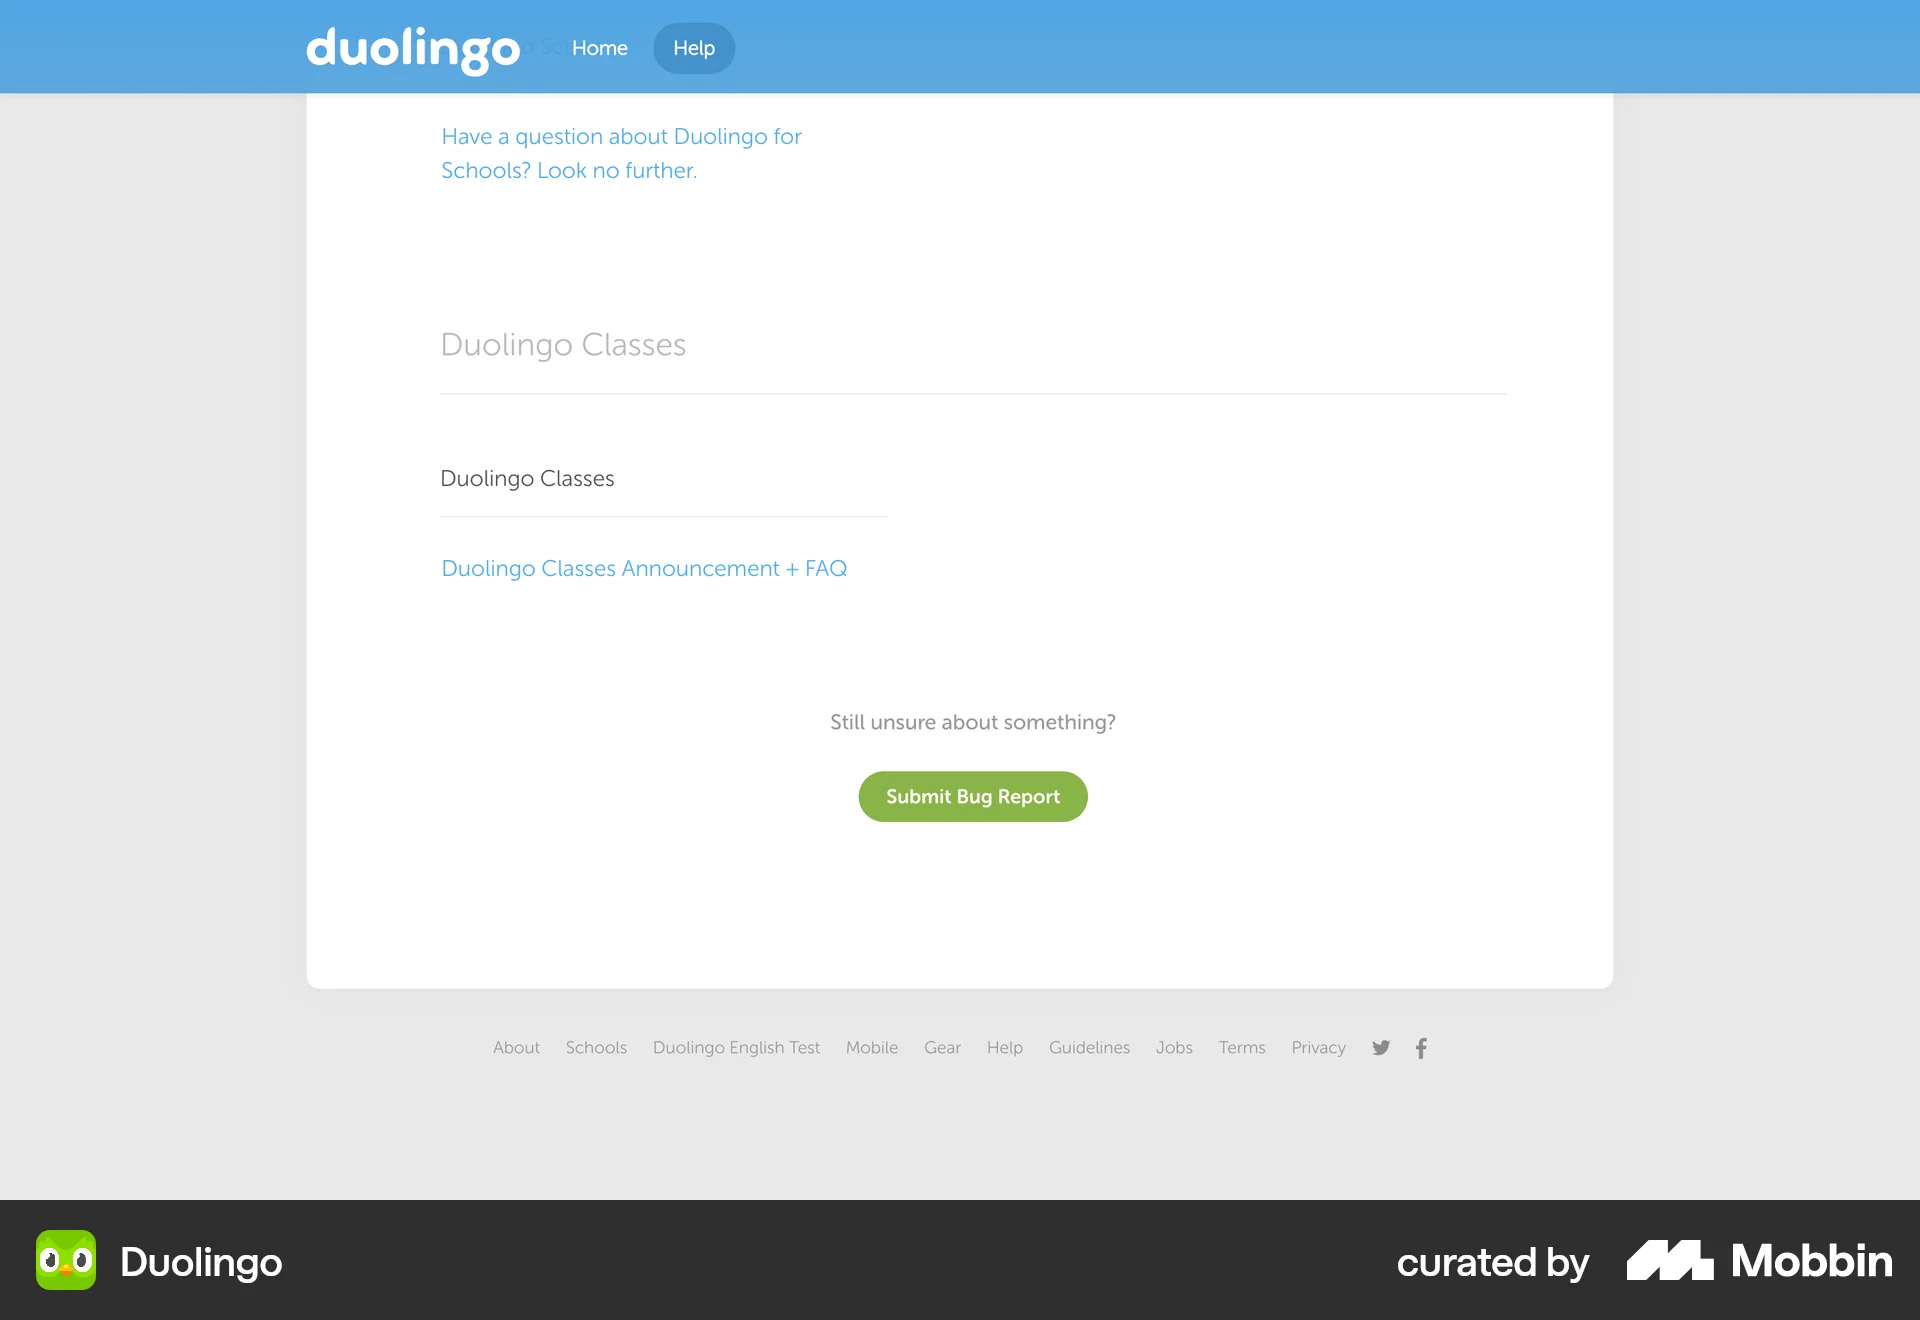 duolingo Home Help
Have a question about Duolingo for
Schools? Look no further.
Duolingo Classes
Duolingo Classes
Duolingo Classes Announcement + FAQ
Still unsure about something?
Submit Bug Report
About Schools Duolingo English Test Mobile Gear Help Guidelines Jobs Terms Privacy
Duolingo curated by Mobbin